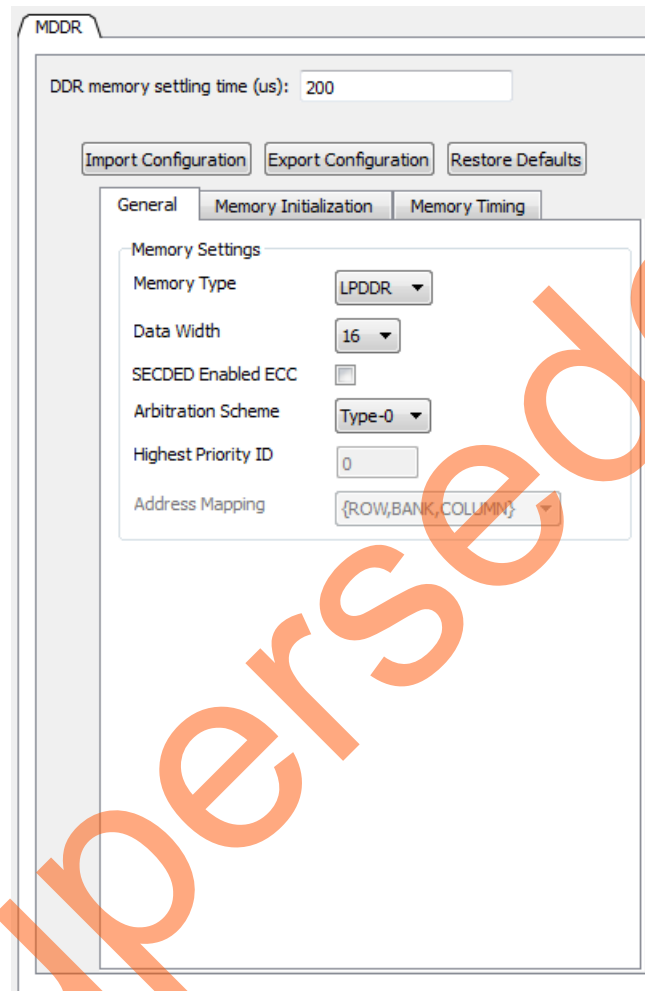 MDDR
DDR memory settling time (us): 200
Import Configuration Export Configuration Restore Defaults
General Memory Initialization Memory Timing
Memory Settings
Memory Type LPDDR
Data Width 16
SECDED Enabled ECC
Arbitration Scheme Type-0
Highest Priority ID 0
Address Mapping {ROW,BANK,COLUMN}
persed